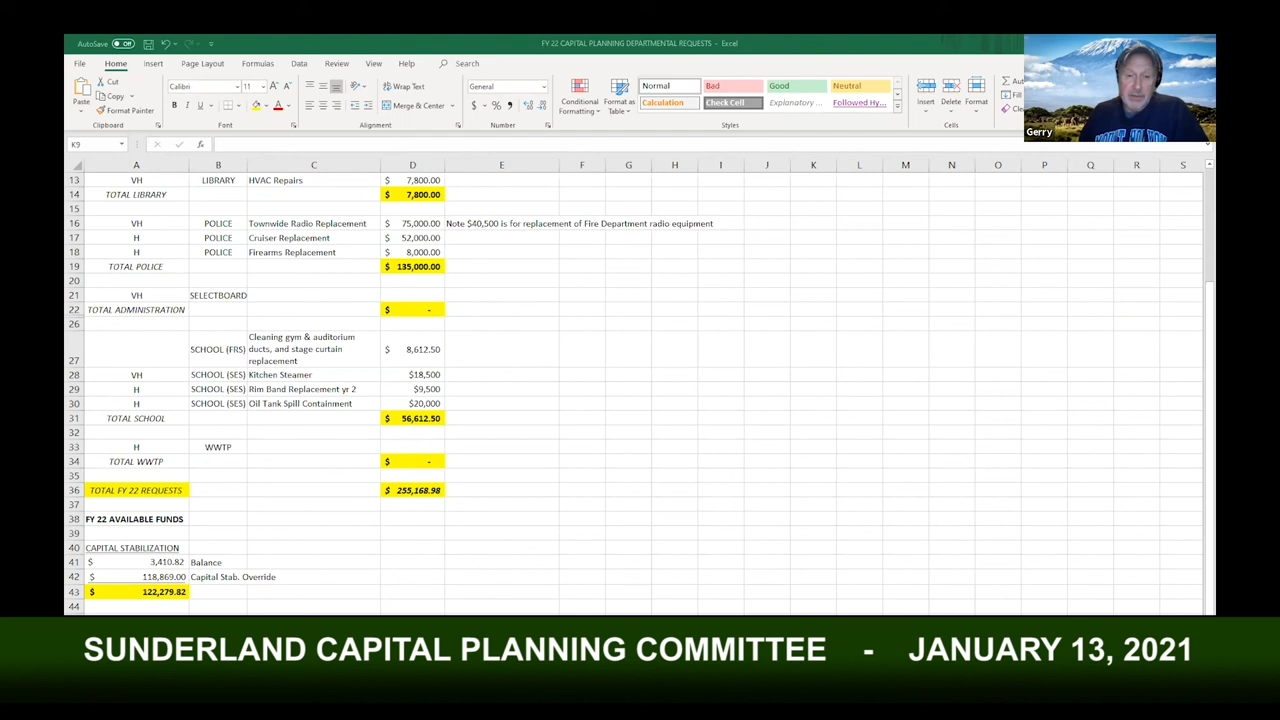 AutoSave Off
FY 22 CAPITAL PLANNING DEPARTMENTAL REQUESTS - Excel
File Home Insert Page Layout Formulas Data Review View Help Search
Paste
Cut
Copy
Format Painter
Clipboard
Calibri 11
B I U
Font
Wrap Text
Merge & Center
Alignment
General
$ % ,
Number
Conditional Formatting
Format as Table
Normal Bad Good Neutral
Calculation Check Cell Explanatory ... Followed Hy...
Styles
Insert Delete Format
Cells
Gerry
K9
fx
A B C D E F G H I J K L M N O P Q R S
13 VH LIBRARY HVAC Repairs $ 7,800.00
14 TOTAL LIBRARY $ 7,800.00
15
16 VH POLICE Townwide Radio Replacement $ 75,000.00 Note $40,500 is for replacement of Fire Department radio equipment
17 H POLICE Cruiser Replacement $ 52,000.00
18 H POLICE Firearms Replacement $ 8,000.00
19 TOTAL POLICE $ 135,000.00
20
21 VH SELECTBOARD
22 TOTAL ADMINISTRATION $ -
26
27 SCHOOL (FRS) Cleaning gym & auditorium ducts, and stage curtain replacement $ 8,612.50
28 VH SCHOOL (SES) Kitchen Steamer $18,500
29 H SCHOOL (SES) Rim Band Replacement yr 2 $9,500
30 H SCHOOL (SES) Oil Tank Spill Containment $20,000
31 TOTAL SCHOOL $ 56,612.50
32
33 H WWTP
34 TOTAL WWTP $ -
35
36 TOTAL FY 22 REQUESTS $ 255,168.98
37
38 FY 22 AVAILABLE FUNDS
39
40 CAPITAL STABILIZATION
41 $ 3,410.82 Balance
42 $ 118,869.00 Capital Stab. Override
43 $ 122,279.82
44
SUNDERLAND CAPITAL PLANNING COMMITTEE - JANUARY 13, 2021